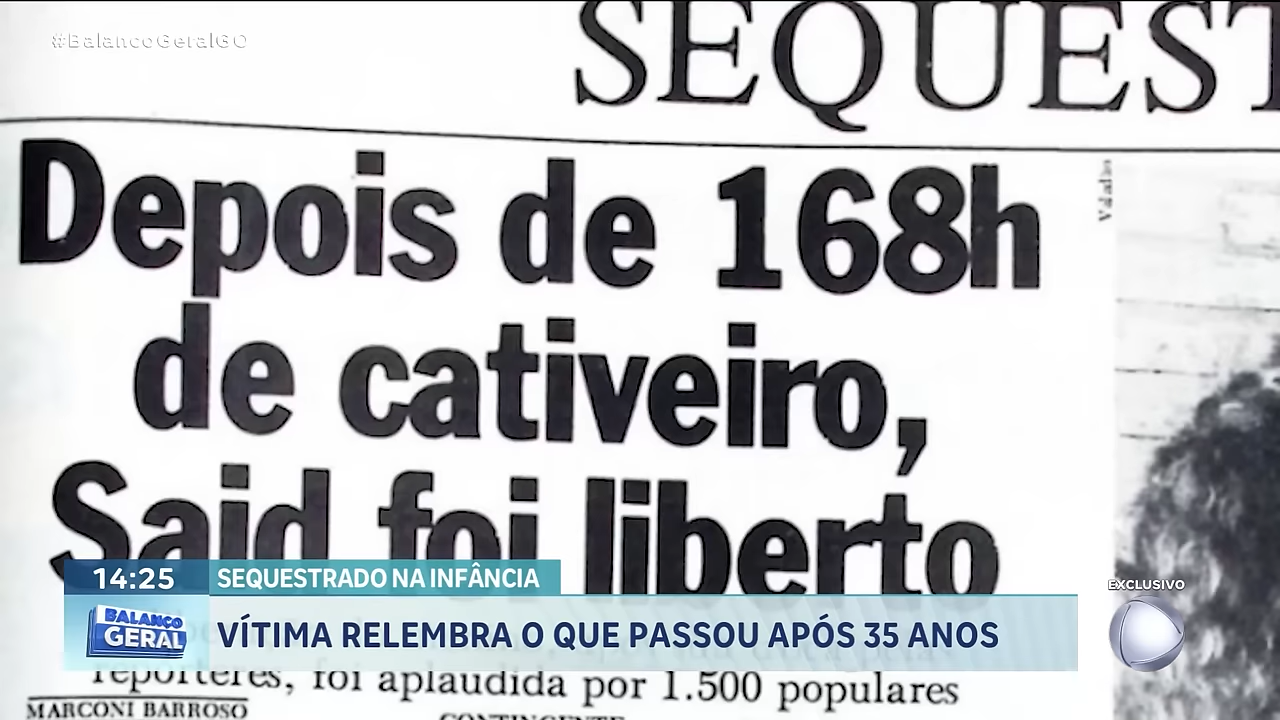 #BalancoGeralGO
SEQUEST
Depois de 168h
de cativeiro,
Said foi liberto
14:25
SEQUESTRADO NA INFÂNCIA
EXCLUSIVO
BALANÇO
GERAL
VÍTIMA RELEMBRA O QUE PASSOU APÓS 35 ANOS
repórteres, foi aplaudida por 1.500 populares
MARCONI BARROSO
CONTINGENTE